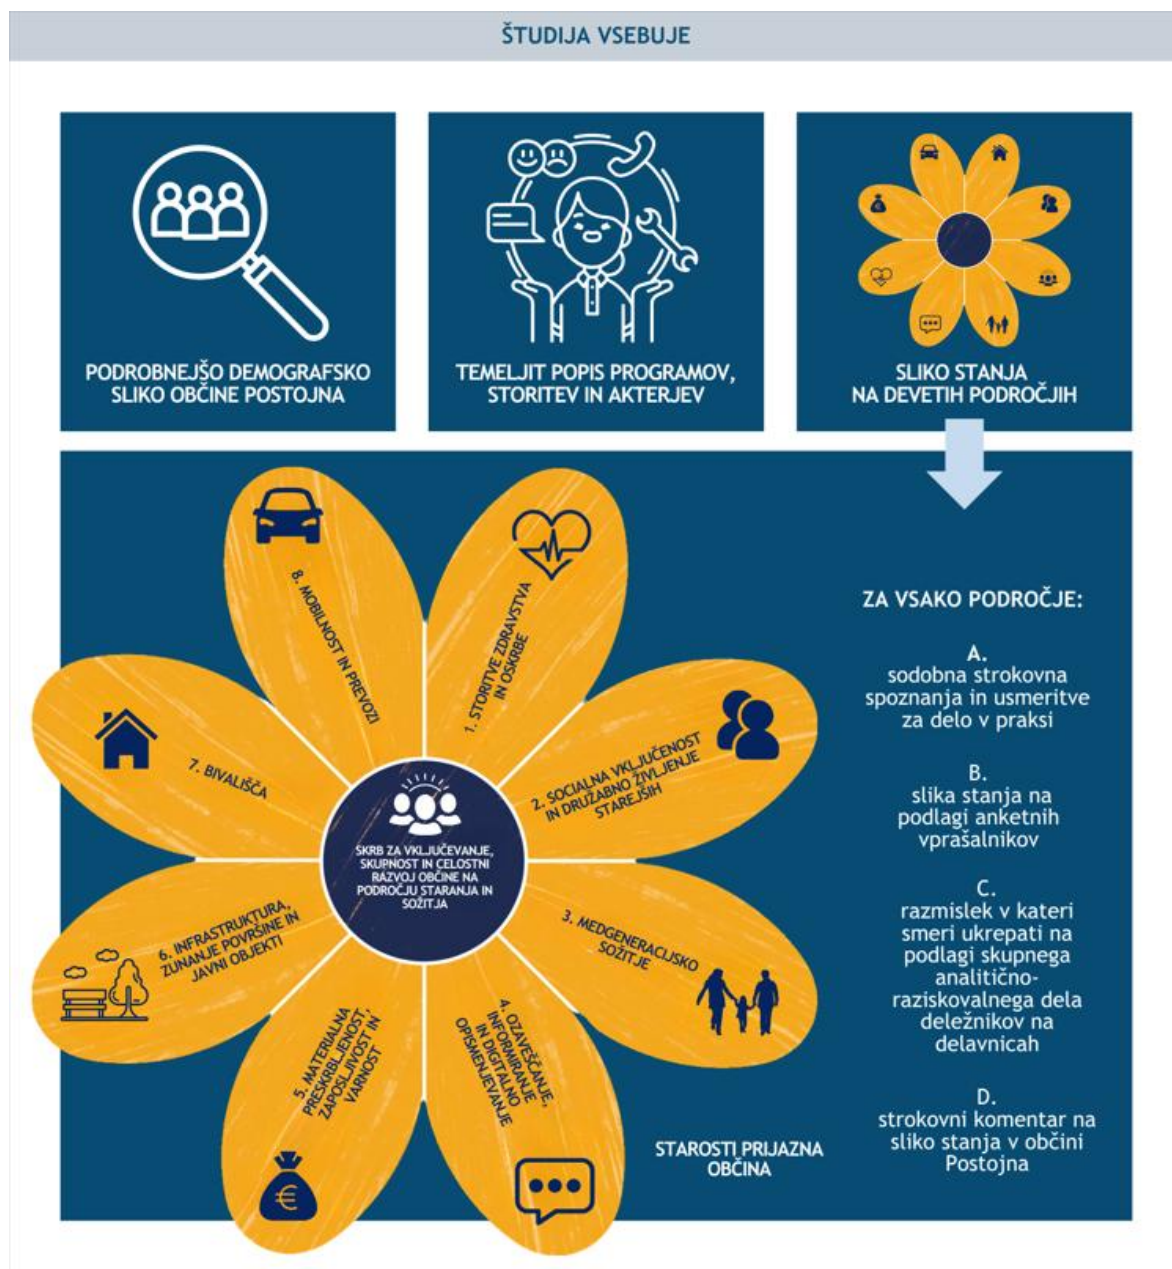 ŠTUDIJA VSEBUJE
PODROBNEJŠO DEMOGRAFSKO
SLIKO OBČINE POSTOJNA
TEMELJIT POPIS PROGRAMOV,
STORITEV IN AKTERJEV
SLIKO STANJA
NA DEVETIH PODROČJIH
8. MOBILNOST IN PREVOZI
1. STORITVE ZDRAVSTVA
IN OSKRBE
7. BIVALIŠČA
2. SOCIALNA VKLJUČENOST
IN DRUŽABNO ŽIVLJENJE
STAREJŠIH
SKRB ZA VKLJUČEVANJE,
SKUPNOST IN CELOSTNI
RAZVOJ OBČINE NA
PODROČJU STARANJA IN
SOŽITJA
6. INFRASTRUKTURA,
ZUNANJE POVRŠINE IN
JAVNI OBJEKTI
3. MEDGENERACIJSKO
SOŽITJE
5. MATERIALNA
PRESKRBLJENOST,
ZAPOSLJIVOST IN
VARNOST
4. OZAVEŠČANJE,
INFORMIRANJE
IN DIGITALNO
OPISMENJEVANJE
STAROSTI PRIJAZNA
OBČINA
ZA VSAKO PODROČJE:
A.
sodobna strokovna
spoznanja in usmeritve
za delo v praksi
B.
slika stanja na
podlagi anketnih
vprašalnikov
C.
razmislek v kateri
smeri ukrepati na
podlagi skupnega
analitično-
raziskovalnega dela
deležnikov na
delavnicah
D.
strokovni komentar na
sliko stanja v občini
Postojna